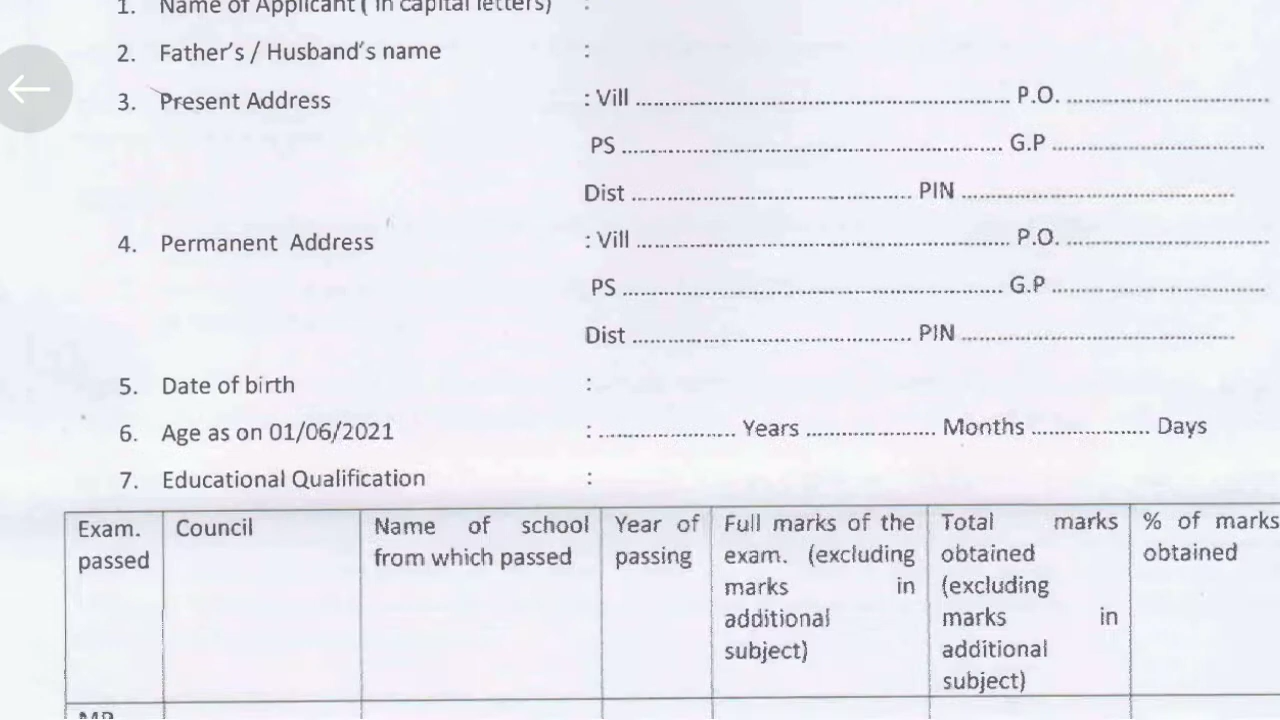 1. Name of Applicant ( in capital letters) :
2. Father's / Husband's name :
3. Present Address : Vill ............................................................ P.O. ................................
PS ............................................................ G.P ..................................
Dist ............................................. PIN ............................................
4. Permanent Address : Vill ............................................................ P.O. ................................
PS ............................................................ G.P ..................................
Dist ............................................. PIN ............................................
5. Date of birth :
6. Age as on 01/06/2021 : ...................... Years ..................... Months.................... Days
7. Educational Qualification :
Exam. Council Name of school Year of Full marks of the Total marks % of marks
passed from which passed passing exam. (excluding obtained obtained
marks in (excluding
additional marks in
subject) additional
subject)
MP